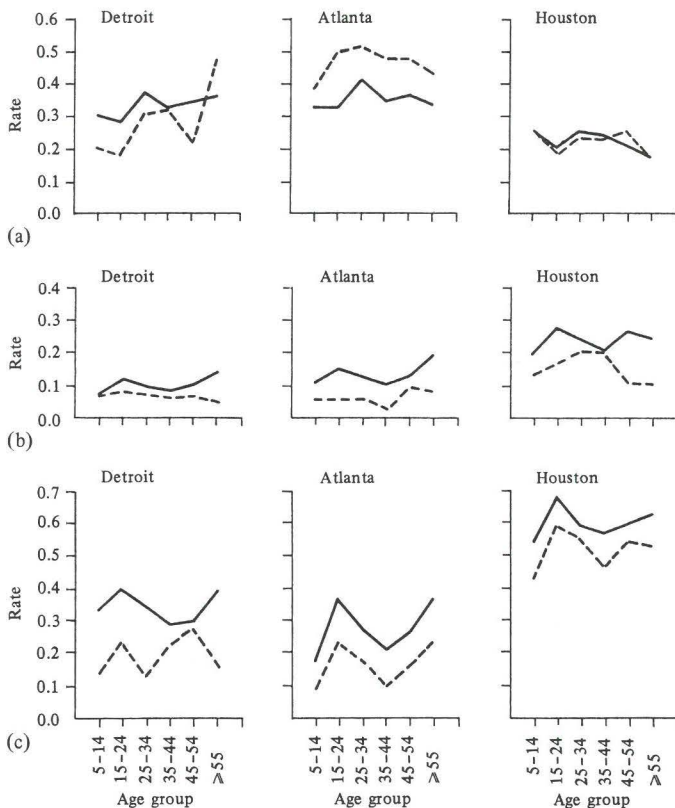 Detroit Atlanta Houston
0.6
0.5
0.4
0.3
0.2
0.1
0.0
Rate
(a)
Detroit Atlanta Houston
0.4
0.3
0.2
0.1
0.0
Rate
(b)
Detroit Atlanta Houston
0.7
0.6
0.5
0.4
0.3
0.2
0.1
0.0
Rate
(c)
5-14 15-24 25-34 35-44 45-54 ⩾55 5-14 15-24 25-34 35-44 45-54 ⩾55 5-14 15-24 25-34 35-44 45-54 ⩾55
Age group Age group Age group